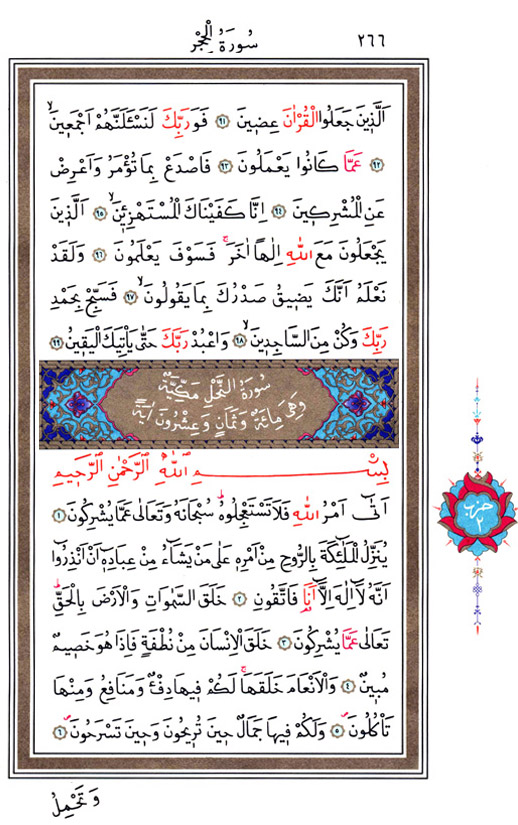 ٢٦٦ سُورَةُ الْحِجْرِ
اَلَّذ۪ينَ جَعَلُوا الْقُرْاٰنَ عِض۪ينَ ﴿٩١﴾ فَوَرَبِّكَ لَنَسْـَٔلَنَّهُمْ اَجْمَع۪ينَۙ
﴿٩٢﴾ عَمَّا كَانُوا يَعْمَلُونَ ﴿٩٣﴾ فَاصْدَعْ بِمَا تُؤْمَرُ وَاَعْرِضْ
عَنِ الْمُشْرِك۪ينَ ﴿٩٤﴾ اِنَّا كَفَيْنَاكَ الْمُسْتَهْزِء۪ينَۙ ﴿٩٥﴾ اَلَّذ۪ينَ
يَجْعَلُونَ مَعَ اللّٰهِ اِلٰهًا اٰخَرَۚ فَسَوْفَ يَعْلَمُونَ ﴿٩٦﴾ وَلَقَدْ
نَعْلَمُ اَنَّكَ يَض۪يقُ صَدْرُكَ بِمَا يَقُولُونَۙ ﴿٩٧﴾ فَسَبِّحْ بِحَمْدِ
رَبِّكَ وَكُنْ مِنَ السَّاجِد۪ينَۙ ﴿٩٨﴾ وَاعْبُدْ رَبَّكَ حَتّٰى يَأْتِيَكَ الْيَق۪ينُ ﴿٩٩﴾
سُورَةُ النَّحْلِ مَكِّيَّةٌ
وَهِيَ مِائَةٌ وَثَمَانٍ وَعِشْرُونَ اٰيَةً
بِسْمِ اللّٰهِ الرَّحْمٰنِ الرَّح۪يمِ
اَتٰٓى اَمْرُ اللّٰهِ فَلَا تَسْتَعْجِلُوهُۜ سُبْحَانَهُ وَتَعَالٰى عَمَّا يُشْرِكُونَ ﴿١﴾
يُنَزِّلُ الْمَلٰٓئِكَةَ بِالرُّوحِ مِنْ اَمْرِه۪ عَلٰى مَنْ يَشَٓاءُ مِنْ عِبَادِه۪ٓ اَنْ اَنْذِرُٓوا
اَنَّهُ لَٓا اِلٰهَ اِلَّٓا اَنَا۬ فَاتَّقُونِ ﴿٢﴾ خَلَقَ السَّمٰوَاتِ وَالْاَرْضَ بِالْحَقِّۜ
تَعَالٰى عَمَّا يُشْرِكُونَ ﴿٣﴾ خَلَقَ الْاِنْسَانَ مِنْ نُطْفَةٍ فَاِذَا هُوَ خَص۪يمٌ
مُب۪ينٌ ﴿٤﴾ وَالْاَنْعَامَ خَلَقَهَاۚ لَكُمْ ف۪يهَا دِفْءٌ وَمَنَافِعُ وَمِنْهَا
تَأْكُلُونَۖ ﴿٥﴾ وَلَكُمْ ف۪يهَا جَمَالٌ ح۪ينَ تُر۪يحُونَ وَح۪ينَ تَسْرَحُونَۖ ﴿٦﴾
حزب
٢
وَتَحْمِلُ